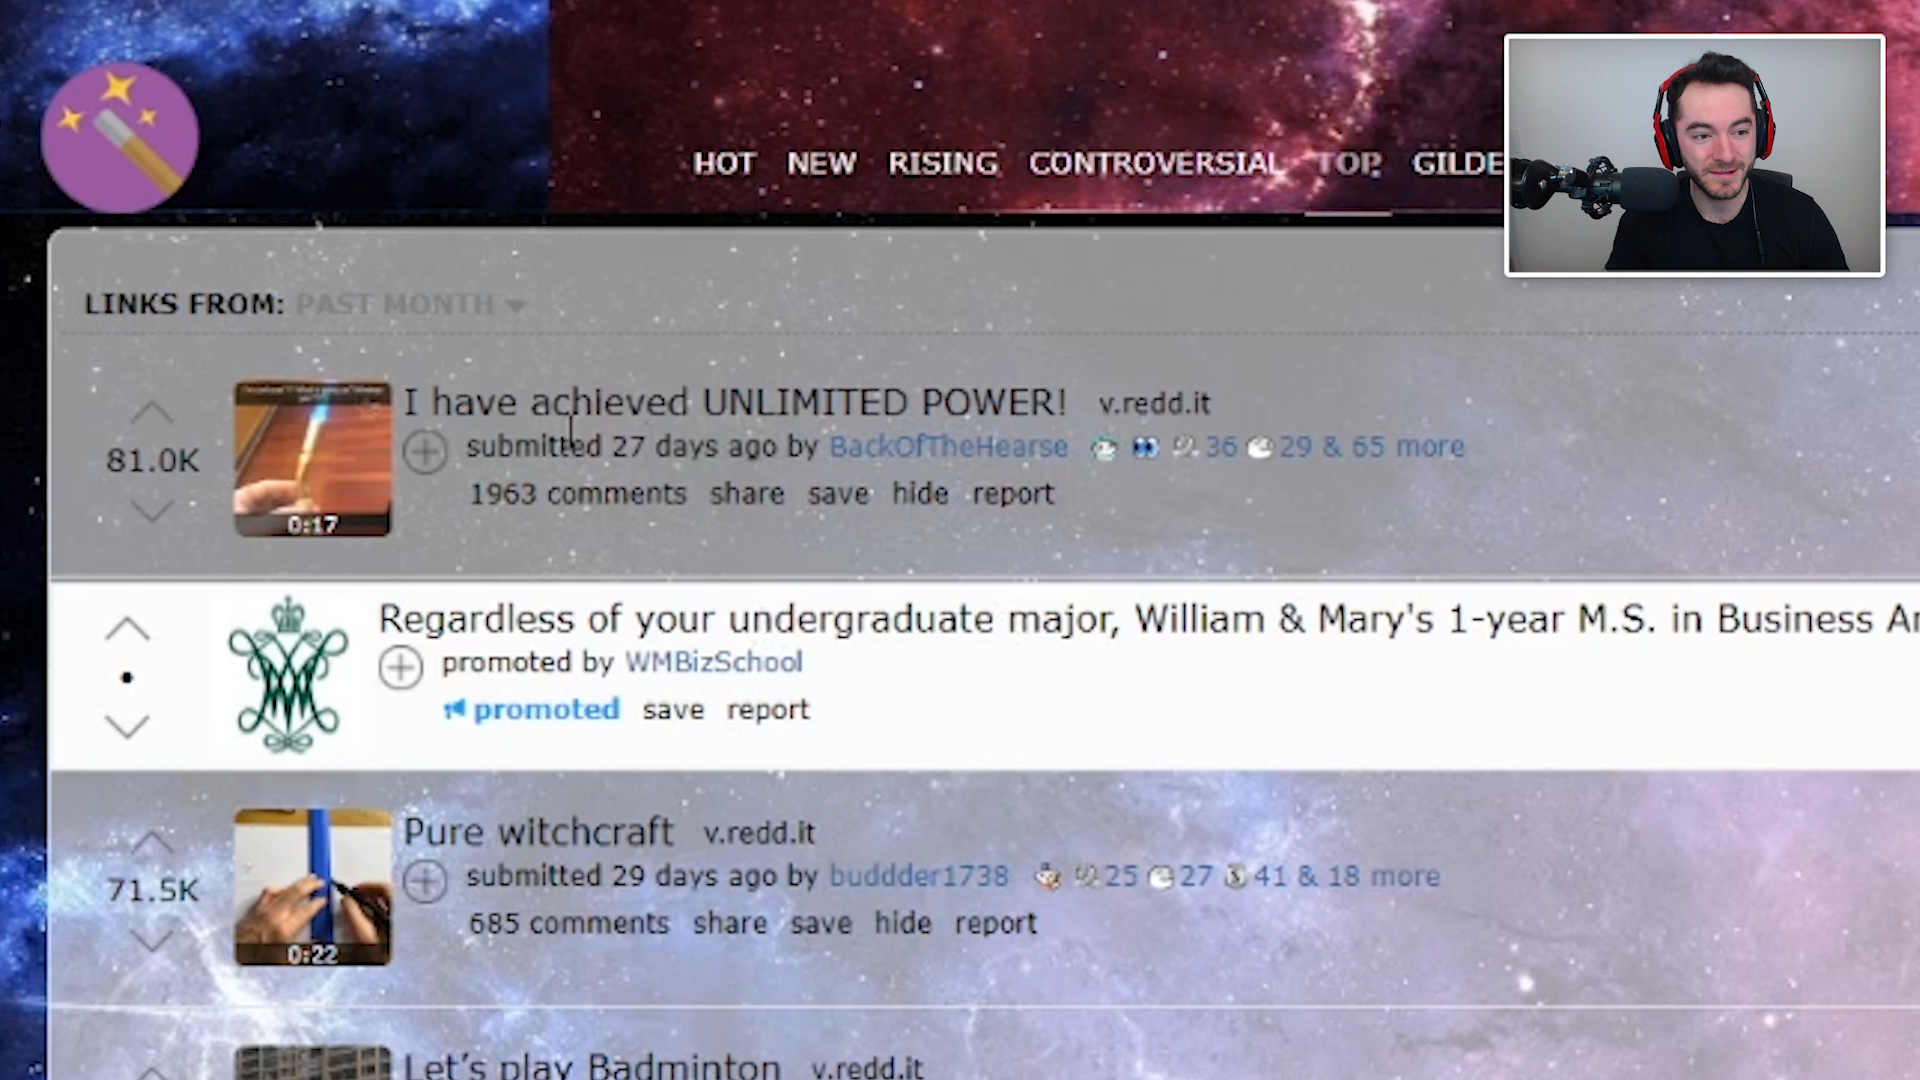 HOT NEW RISING CONTROVERSIAL TOP GILDE
LINKS FROM: PAST MONTH
I have achieved UNLIMITED POWER! v.redd.it
81.0K
submitted 27 days ago by BackOfTheHearse 36 29 & 65 more
1963 comments share save hide report
0:17
Regardless of your undergraduate major, William & Mary's 1-year M.S. in Business An
promoted by WMBizSchool
promoted save report
Pure witchcraft v.redd.it
71.5K
submitted 29 days ago by buddder1738 25 27 41 & 18 more
685 comments share save hide report
0:22
Let's play Badminton v.redd.it